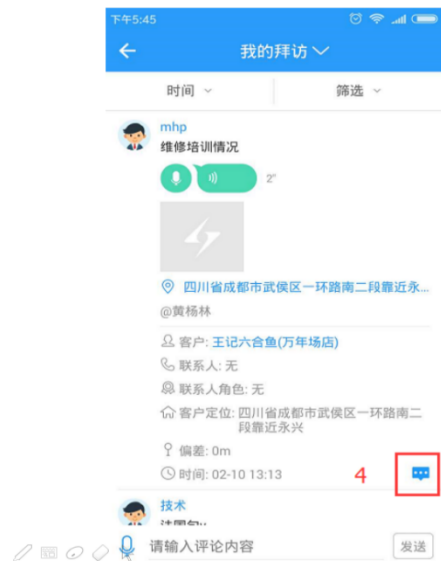 下午5:45
我的拜访
时间
筛选
mhp
维修培训情况
2"
四川省成都市武侯区一环路南二段靠近永...
@黄杨林
客户: 王记六合鱼(万年场店)
联系人: 无
联系人角色: 无
客户定位: 四川省成都市武侯区一环路南二
段靠近永兴
偏差: 0m
时间: 02-10 13:13
4
技术
请输入评论内容
发送